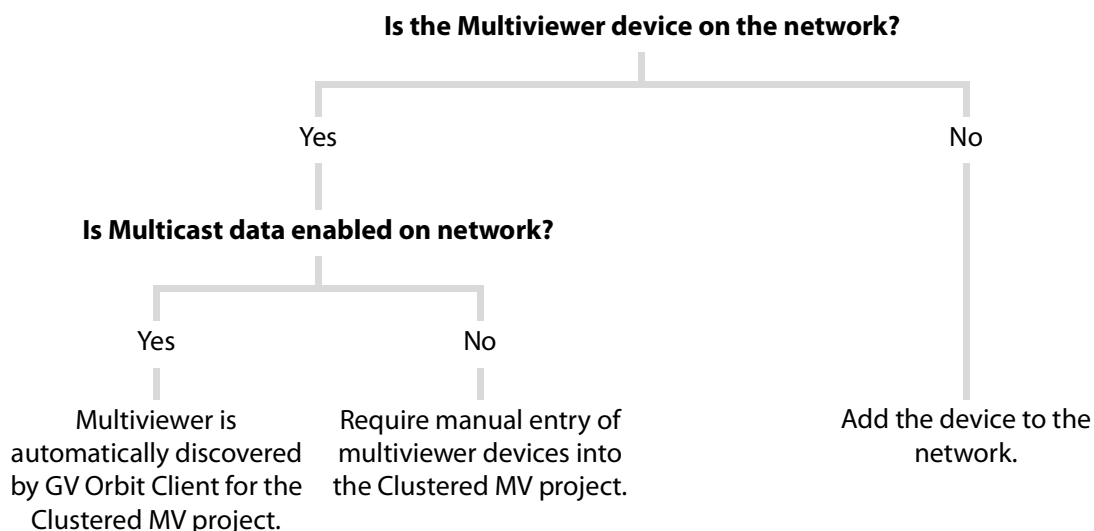 Is the Multiviewer device on the network?
Yes
No
Is Multicast data enabled on network?
Yes
No
Multiviewer is
automatically discovered
by GV Orbit Client for the
Clustered MV project.
Require manual entry of
multiviewer devices into
the Clustered MV project.
Add the device to the
network.